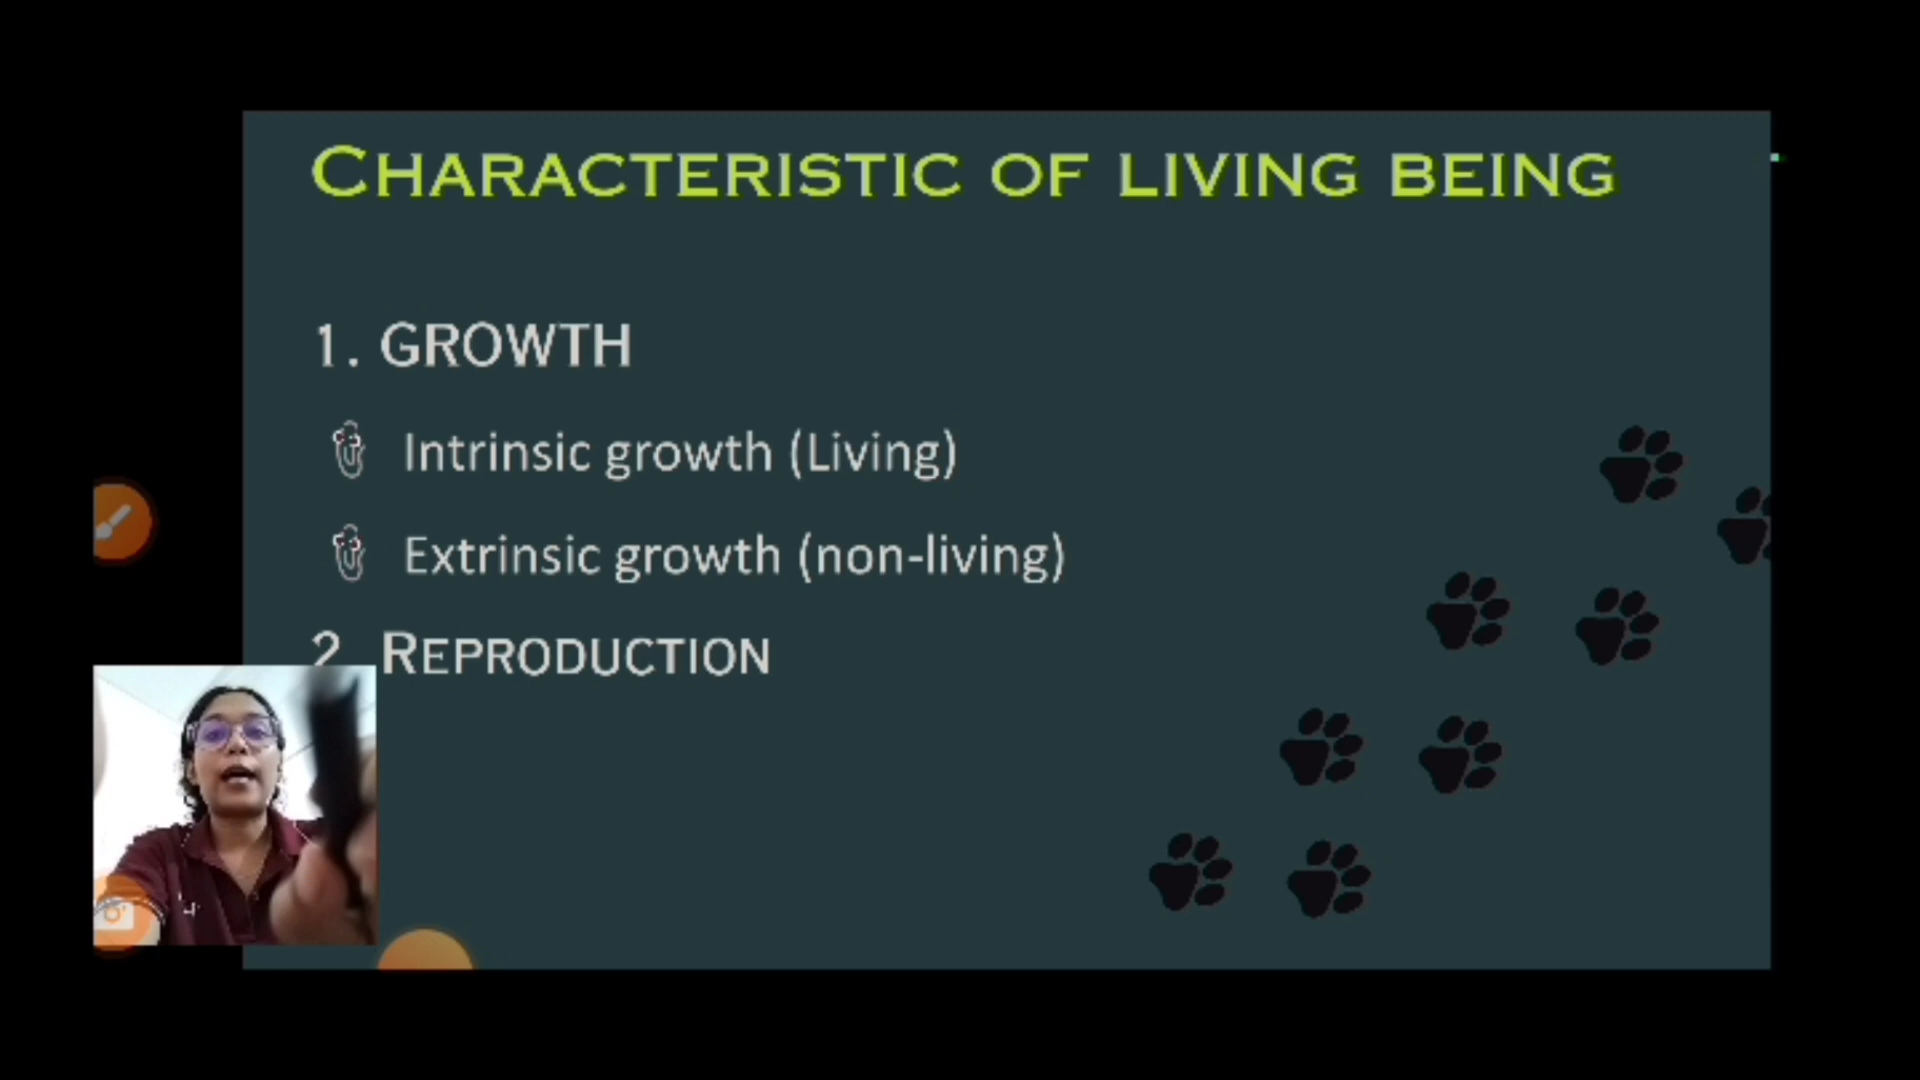 CHARACTERISTIC OF LIVING BEING
1. GROWTH
Intrinsic growth (Living)
Extrinsic growth (non-living)
2. REPRODUCTION